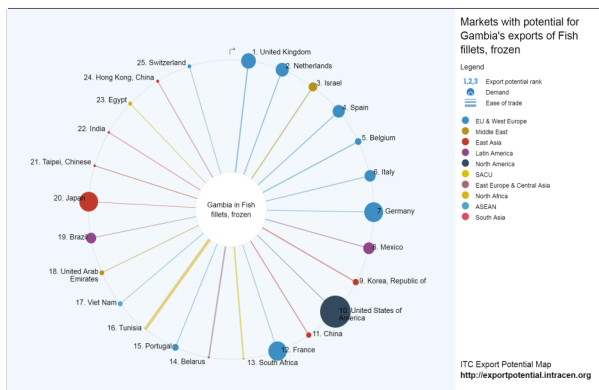 Markets with potential for
Gambia's exports of Fish
fillets, frozen
Legend
1,2,3 Export potential rank
Demand
Ease of trade
EU & West Europe
Middle East
East Asia
Latin America
North America
SACU
East Europe & Central Asia
North Africa
ASEAN
South Asia
1. United Kingdom
2. Netherlands
3. Israel
4. Spain
5. Belgium
6. Italy
7. Germany
8. Mexico
9. Korea, Republic of
10. United States of
America
11. China
12. France
13. South Africa
14. Belarus
15. Portugal
16. Tunisia
17. Viet Nam
18. United Arab
Emirates
19. Brazil
20. Japan
21. Taipei, Chinese
22. India
23. Egypt
24. Hong Kong, China
25. Switzerland
Gambia in Fish
fillets, frozen
ITC Export Potential Map
http://exportpotential.intracen.org